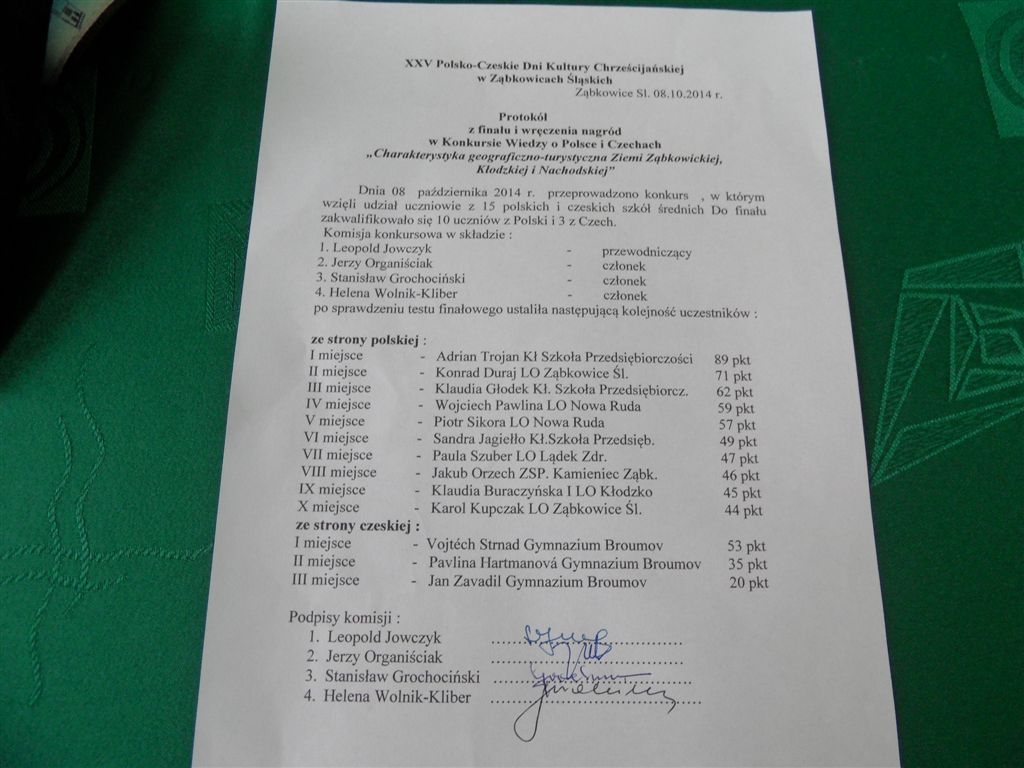 XXV Polsko-Czeskie Dni Kultury Chrześcijańskiej
w Ząbkowicach Śląskich
Ząbkowice Sl. 08.10.2014 r.
Protokół
z finału i wręczenia nagród
w Konkursie Wiedzy o Polsce i Czechach
„Charakterystyka geograficzno-turystyczna Ziemi Ząbkowickiej,
Kłodzkiej i Nachodskiej”
Dnia 08 października 2014 r. przeprowadzono konkurs , w którym
wzięli udział uczniowie z 15 polskich i czeskich szkół średnich Do finału
zakwalifikowało się 10 uczniów z Polski i 3 z Czech.
Komisja konkursowa w składzie :
1. Leopold Jowczyk - przewodniczący
2. Jerzy Organiściak - członek
3. Stanisław Grochociński - członek
4. Helena Wolnik-Kliber - członek
po sprawdzeniu testu finałowego ustaliła następującą kolejność uczestników :
ze strony polskiej :
I miejsce - Adrian Trojan Kł Szkoła Przedsiębiorczości 89 pkt
II miejsce - Konrad Duraj LO Ząbkowice Śl. 71 pkt
III miejsce - Klaudia Głodek Kł. Szkoła Przedsiębiorcz. 62 pkt
IV miejsce - Wojciech Pawlina LO Nowa Ruda 59 pkt
V miejsce - Piotr Sikora LO Nowa Ruda 57 pkt
VI miejsce - Sandra Jagiełło Kł.Szkoła Przedsięb. 49 pkt
VII miejsce - Paula Szuber LO Lądek Zdr. 47 pkt
VIII miejsce - Jakub Orzech ZSP. Kamieniec Ząbk. 46 pkt
IX miejsce - Klaudia Buraczyńska I LO Kłodzko 45 pkt
X miejsce - Karol Kupczak LO Ząbkowice Śl. 44 pkt
ze strony czeskiej :
I miejsce - Vojtéch Strnad Gymnazium Broumov 53 pkt
II miejsce - Pavlina Hartmanová Gymnazium Broumov 35 pkt
III miejsce - Jan Zavadil Gymnazium Broumov 20 pkt
Podpisy komisji :
1. Leopold Jowczyk
2. Jerzy Organiściak
3. Stanisław Grochociński
4. Helena Wolnik-Kliber